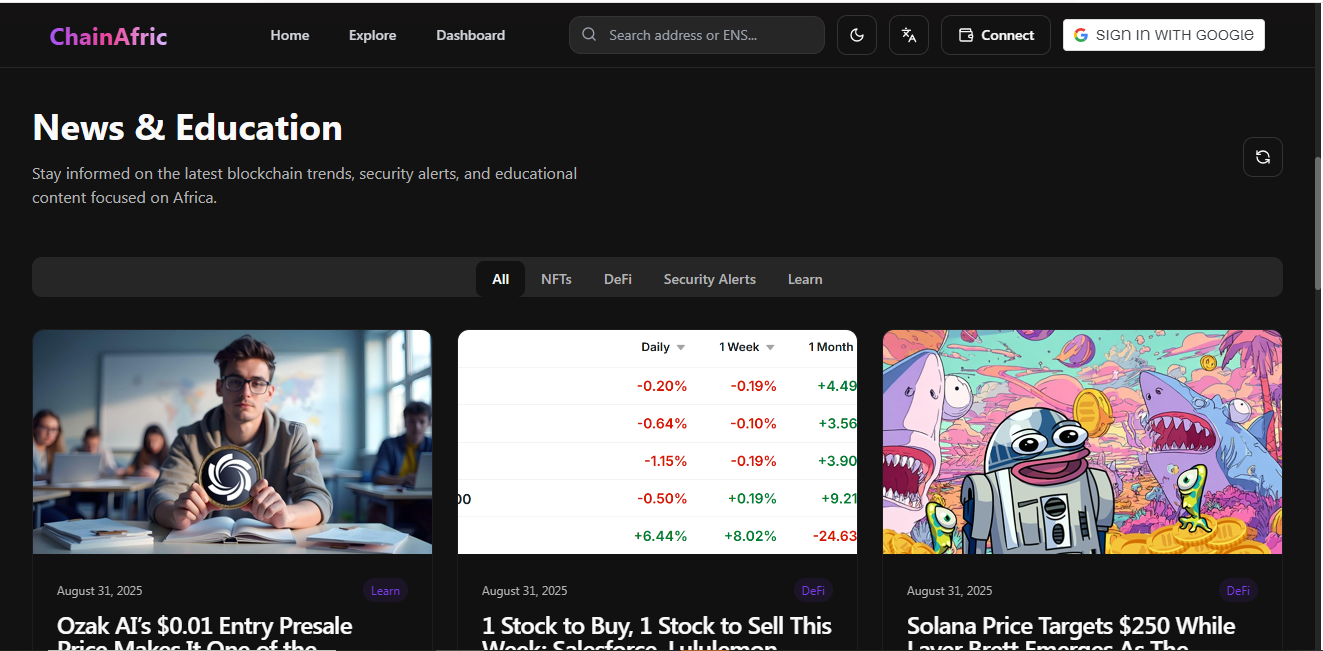 ChainAfric
Home
Explore
Dashboard
Search address or ENS...
Connect
Sign in with Google
News & Education
Stay informed on the latest blockchain trends, security alerts, and educational
content focused on Africa.
All
NFTs
DeFi
Security Alerts
Learn
Daily 1 Week 1 Month
-0.20% -0.19% +4.49
-0.64% -0.10% +3.56
-1.15% -0.19% +3.90
00 -0.50% +0.19% +9.21
+6.44% +8.02% -24.63
August 31, 2025
Learn
Ozak AI’s $0.01 Entry Presale
Price Makes It One of the
August 31, 2025
DeFi
1 Stock to Buy, 1 Stock to Sell This
Week: Salesforce, Lululemon
August 31, 2025
DeFi
Solana Price Targets $250 While
Layer Brett Emerges As The